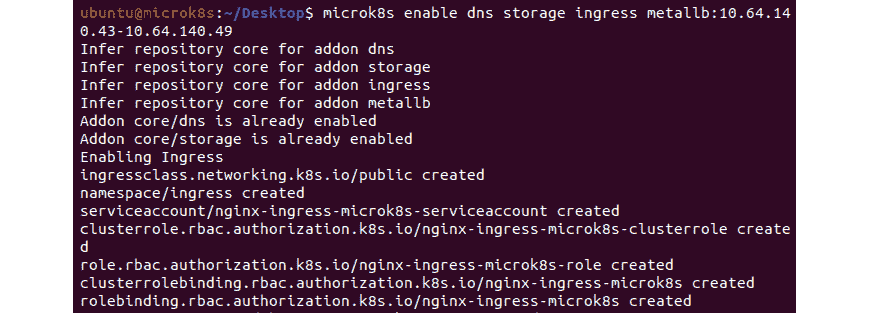 ubuntu@microk8s:~/Desktop$ microk8s enable dns storage ingress metallb:10.64.14
0.43-10.64.140.49
Infer repository core for addon dns
Infer repository core for addon storage
Infer repository core for addon ingress
Infer repository core for addon metallb
Addon core/dns is already enabled
Addon core/storage is already enabled
Enabling Ingress
ingressclass.networking.k8s.io/public created
namespace/ingress created
serviceaccount/nginx-ingress-microk8s-serviceaccount created
clusterrole.rbac.authorization.k8s.io/nginx-ingress-microk8s-clusterrole create
d
role.rbac.authorization.k8s.io/nginx-ingress-microk8s-role created
clusterrolebinding.rbac.authorization.k8s.io/nginx-ingress-microk8s created
rolebinding.rbac.authorization.k8s.io/nginx-ingress-microk8s created